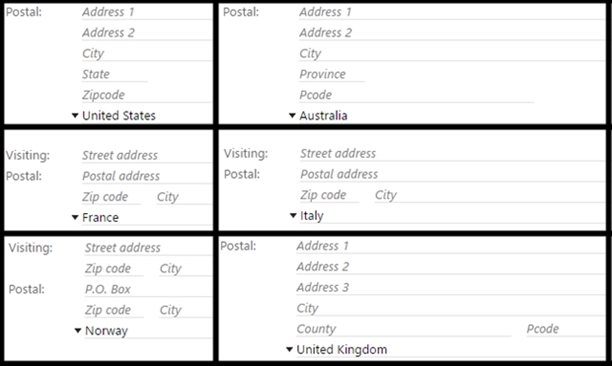 Postal: Address 1
Address 2
City
State
Zipcode
United States
Postal: Address 1
Address 2
City
Province
Pcode
Australia
Visiting: Street address
Postal: Postal address
Zip code City
France
Visiting: Street address
Postal: Postal address
Zip code City
Italy
Visiting: Street address
Zip code City
Postal: P.O. Box
Zip code City
Norway
Postal: Address 1
Address 2
Address 3
City
County Pcode
United Kingdom